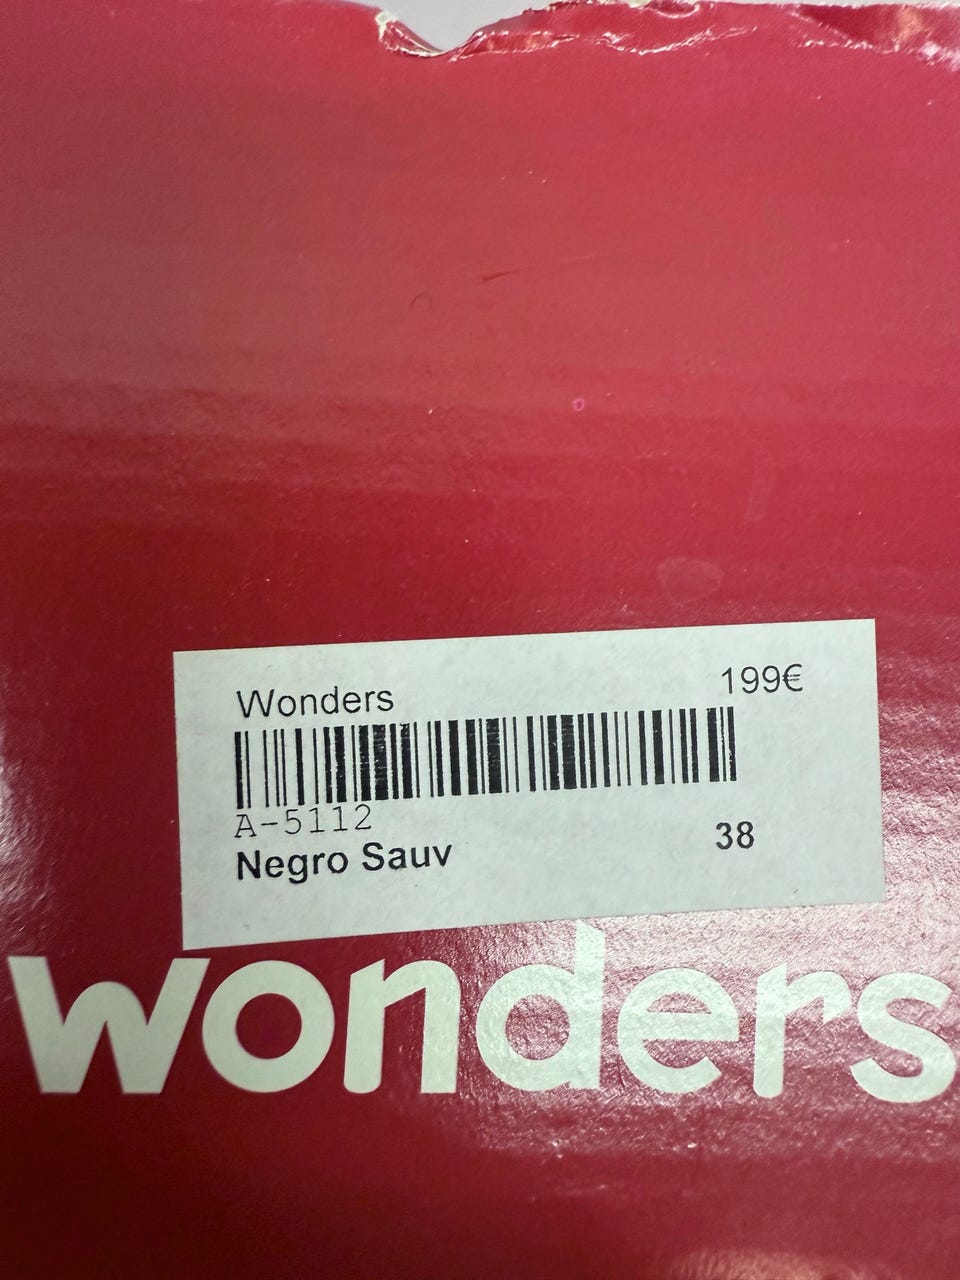 Wonders 199€
A-5112
Negro Sauv 38
wonders